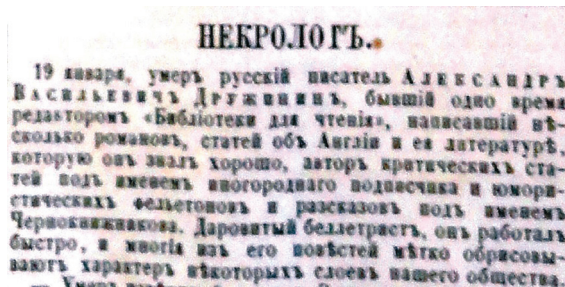 НЕКРОЛОГЪ.
19 января, умеръ русскій писатель АЛЕКСАНДРЪ
ВАСИЛЬЕВИЧЪ ДРУЖИНИНЪ, бывшій одно время
редакторомъ «Библіотеки для чтенія», написавшій нѣ-
сколько романовъ, статей объ Англіи и ея литературѣ,
которую онъ зналъ хорошо, авторъ критическихъ ста-
тей подъ именемъ иногороднаго подписчика и юмори-
стическихъ фельетоновъ и разсказовъ подъ именемъ
Чернокнижникова. Даровитый беллетристъ, онъ работалъ
быстро, и многія изъ его повѣстей мѣтко обрисовы-
ваютъ характеръ нѣкоторыхъ слоевъ нашего общества.
— Умеръ